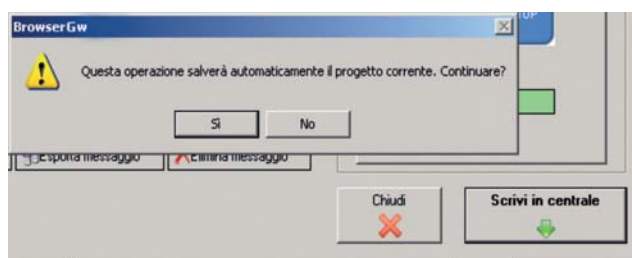 BrowserGw
TOP
Questa operazione salverà automaticamente il progetto corrente. Continuare?
Sì
No
Esporta messaggio
Elimina messaggio
Chiudi
Scrivi in centrale